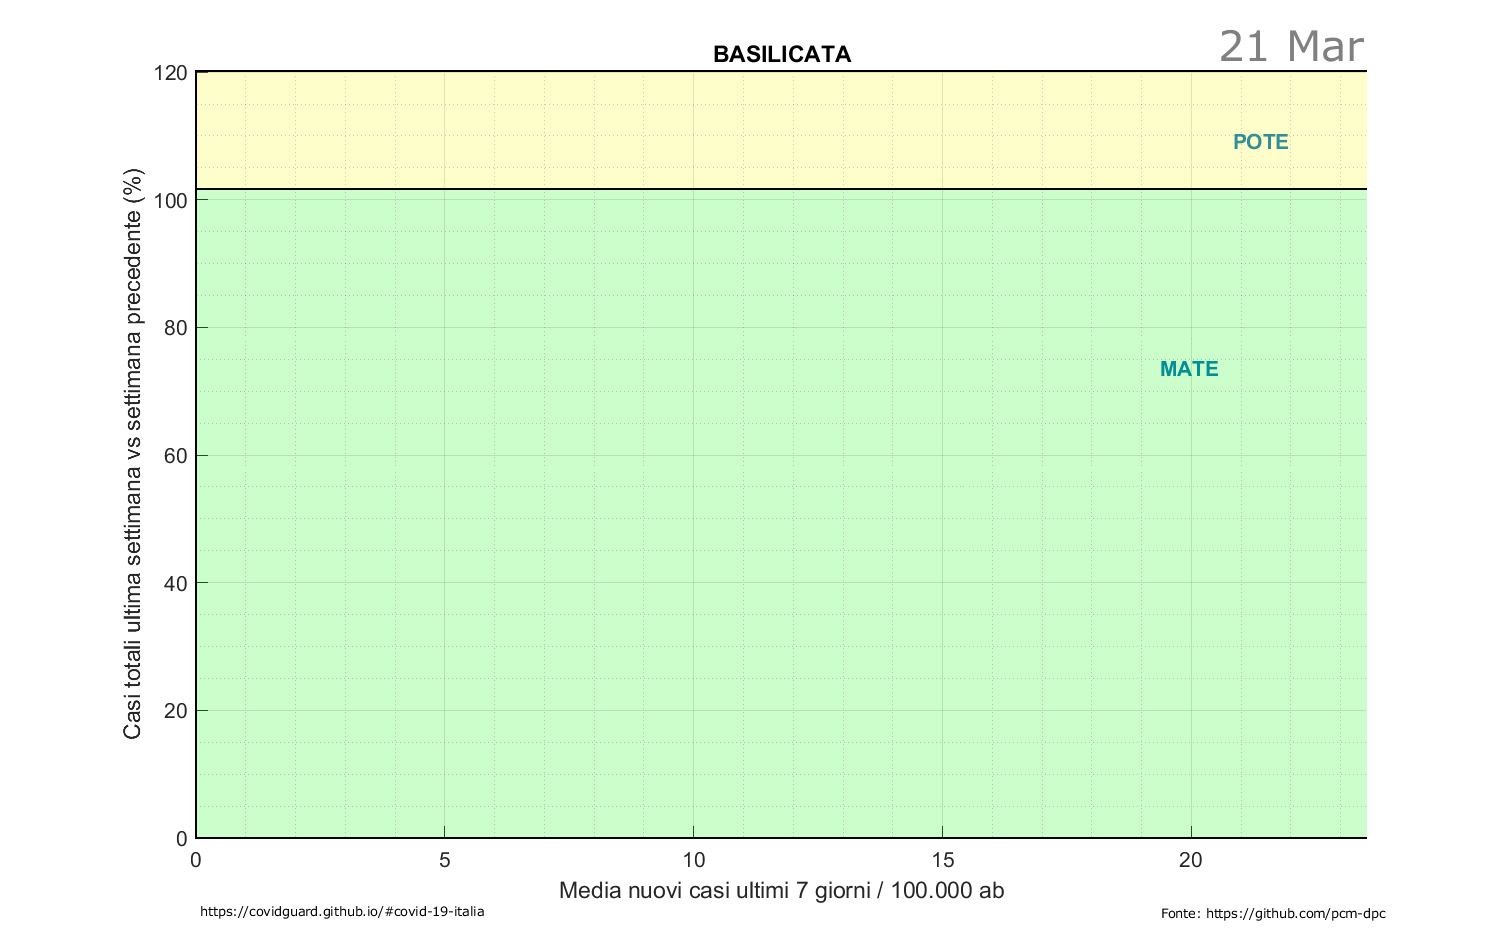 21 Mar
BASILICATA
120
100
80
60
40
20
0
Casi totali ultima settimana vs settimana precedente (%)
POTE
MATE
0 5 10 15 20
Media nuovi casi ultimi 7 giorni / 100.000 ab
https://covidguard.github.io/#covid-19-italia
Fonte: https://github.com/pcm-dpc